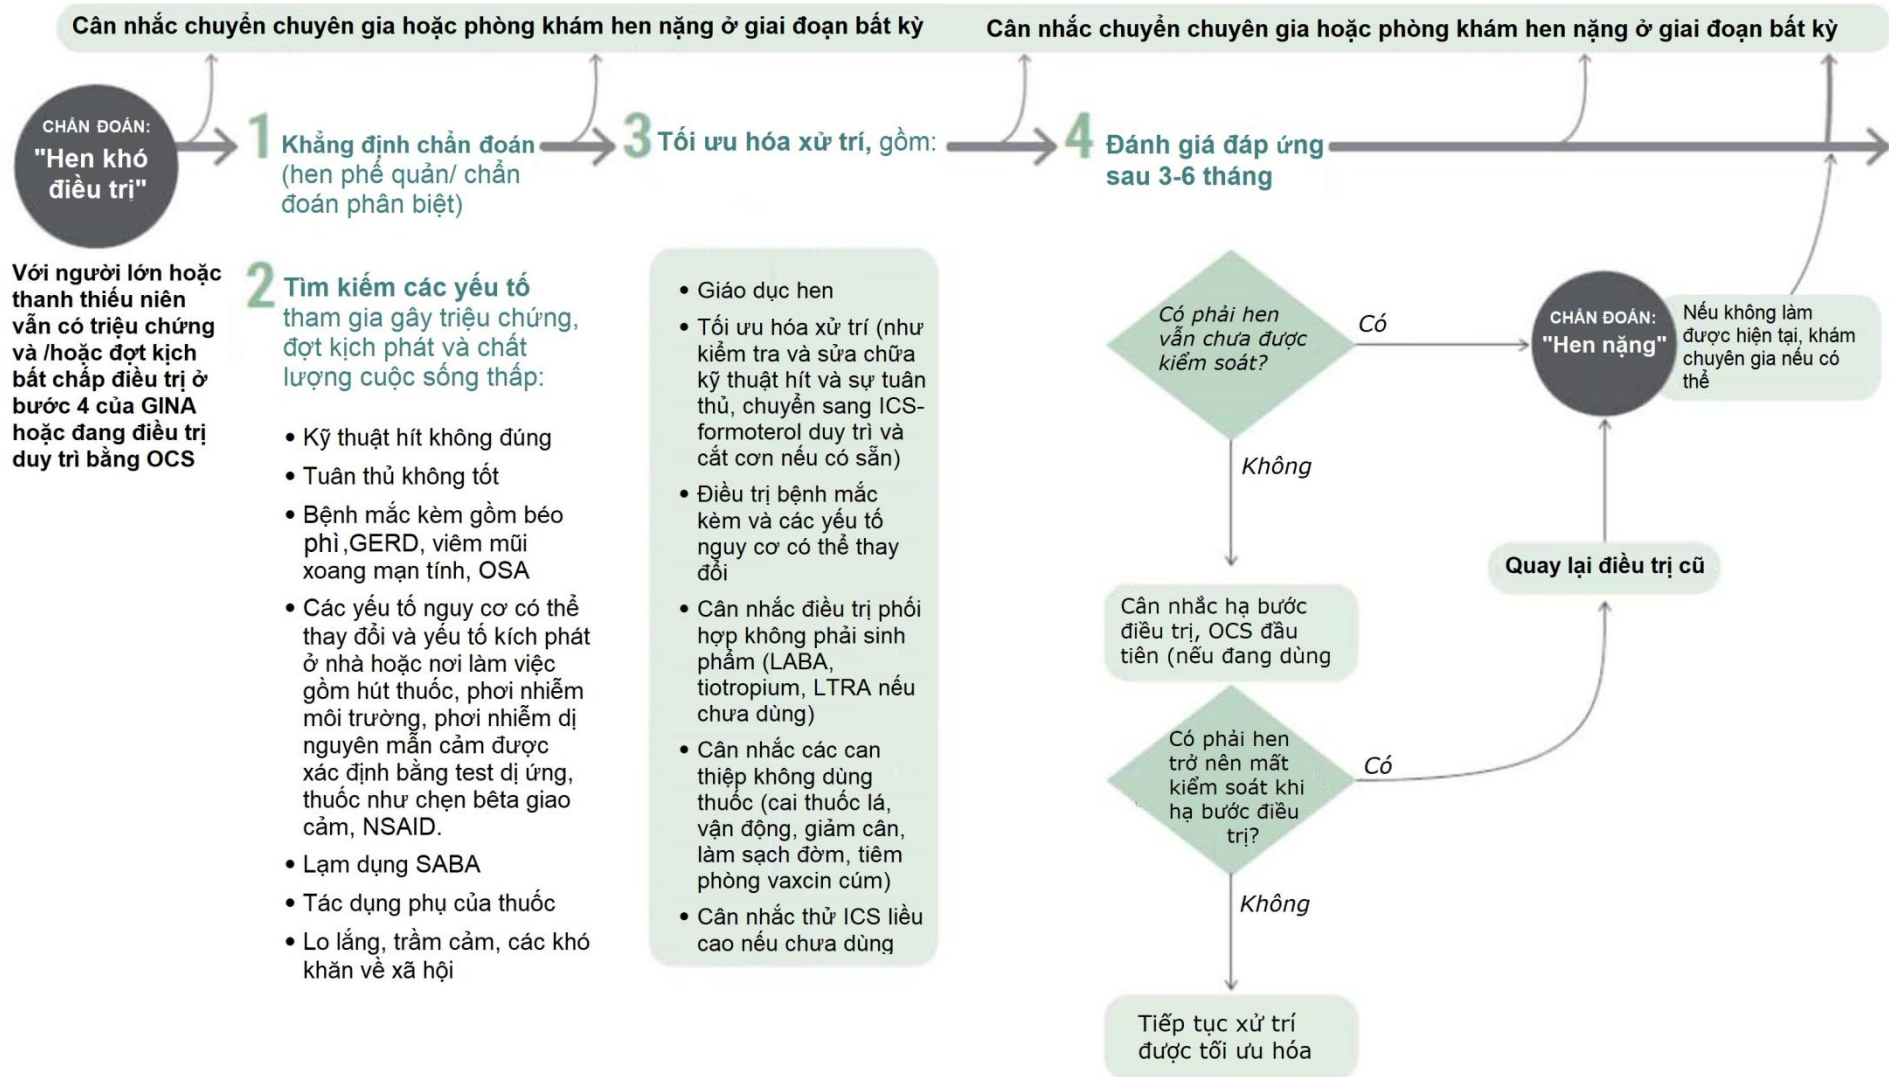 Cân nhắc chuyển chuyên gia hoặc phòng khám hen nặng ở giai đoạn bất kỳ
Cân nhắc chuyển chuyên gia hoặc phòng khám hen nặng ở giai đoạn bất kỳ
CHẨN ĐOÁN:
"Hen khó
điều trị"
Với người lớn hoặc
thanh thiếu niên
vẫn có triệu chứng
và /hoặc đợt kịch
bất chấp điều trị ở
bước 4 của GINA
hoặc đang điều trị
duy trì bằng OCS
1 Khẳng định chẩn đoán
(hen phế quản/ chẩn
đoán phân biệt)
2 Tìm kiếm các yếu tố
tham gia gây triệu chứng,
đợt kịch phát và chất
lượng cuộc sống thấp:
• Kỹ thuật hít không đúng
• Tuân thủ không tốt
• Bệnh mắc kèm gồm béo
phì ,GERD, viêm mũi
xoang mạn tính, OSA
• Các yếu tố nguy cơ có thể
thay đổi và yếu tố kích phát
ở nhà hoặc nơi làm việc
gồm hút thuốc, phơi nhiễm
môi trường, phơi nhiễm dị
nguyên mẫn cảm được
xác định bằng test dị ứng,
thuốc như chẹn bêta giao
cảm, NSAID.
• Lạm dụng SABA
• Tác dụng phụ của thuốc
• Lo lắng, trầm cảm, các khó
khăn về xã hội
3 Tối ưu hóa xử trí, gồm:
• Giáo dục hen
• Tối ưu hóa xử trí (như
kiểm tra và sửa chữa
kỹ thuật hít và sự tuân
thủ, chuyển sang ICS-
formoterol duy trì và
cắt cơn nếu có sẵn)
• Điều trị bệnh mắc
kèm và các yếu tố
nguy cơ có thể thay
đổi
• Cân nhắc điều trị phối
hợp không phải sinh
phẩm (LABA,
tiotropium, LTRA nếu
chưa dùng)
• Cân nhắc các can
thiệp không dùng
thuốc (cai thuốc lá,
vận động, giảm cân,
làm sạch đờm, tiêm
phòng vaxcin cúm)
• Cân nhắc thử ICS liều
cao nếu chưa dùng
4 Đánh giá đáp ứng
sau 3-6 tháng
Có phải hen
vẫn chưa được
kiểm soát?
Có
CHẨN ĐOÁN:
"Hen nặng"
Nếu không làm
được hiện tại, khám
chuyên gia nếu có
thể
Không
Quay lại điều trị cũ
Cân nhắc hạ bước
điều trị, OCS đầu
tiên (nếu đang dùng
Có phải hen
trở nên mất
kiểm soát khi
hạ bước điều
trị?
Có
Không
Tiếp tục xử trí
được tối ưu hóa